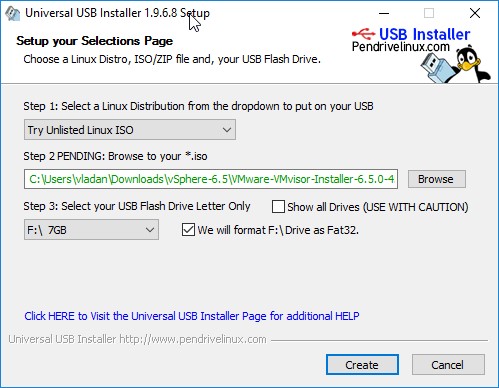 Universal USB Installer 1.9.6.8 Setup
Setup your Selections Page
Choose a Linux Distro, ISO/ZIP file and, your USB Flash Drive.
USB Installer
Pendrivelinux.com
Step 1: Select a Linux Distribution from the dropdown to put on your USB
Try Unlisted Linux ISO
Step 2 PENDING: Browse to your *.iso
C:\Users\vladan\Downloads\vSphere-6.5\VMware-VMvisor-Installer-6.5.0-4
Browse
Step 3: Select your USB Flash Drive Letter Only
Show all Drives (USE WITH CAUTION)
F:\ 7GB
We will format F:\ Drive as Fat32.
Click HERE to Visit the Universal USB Installer Page for additional HELP
Universal USB Installer http://www.pendrivelinux.com
Create
Cancel